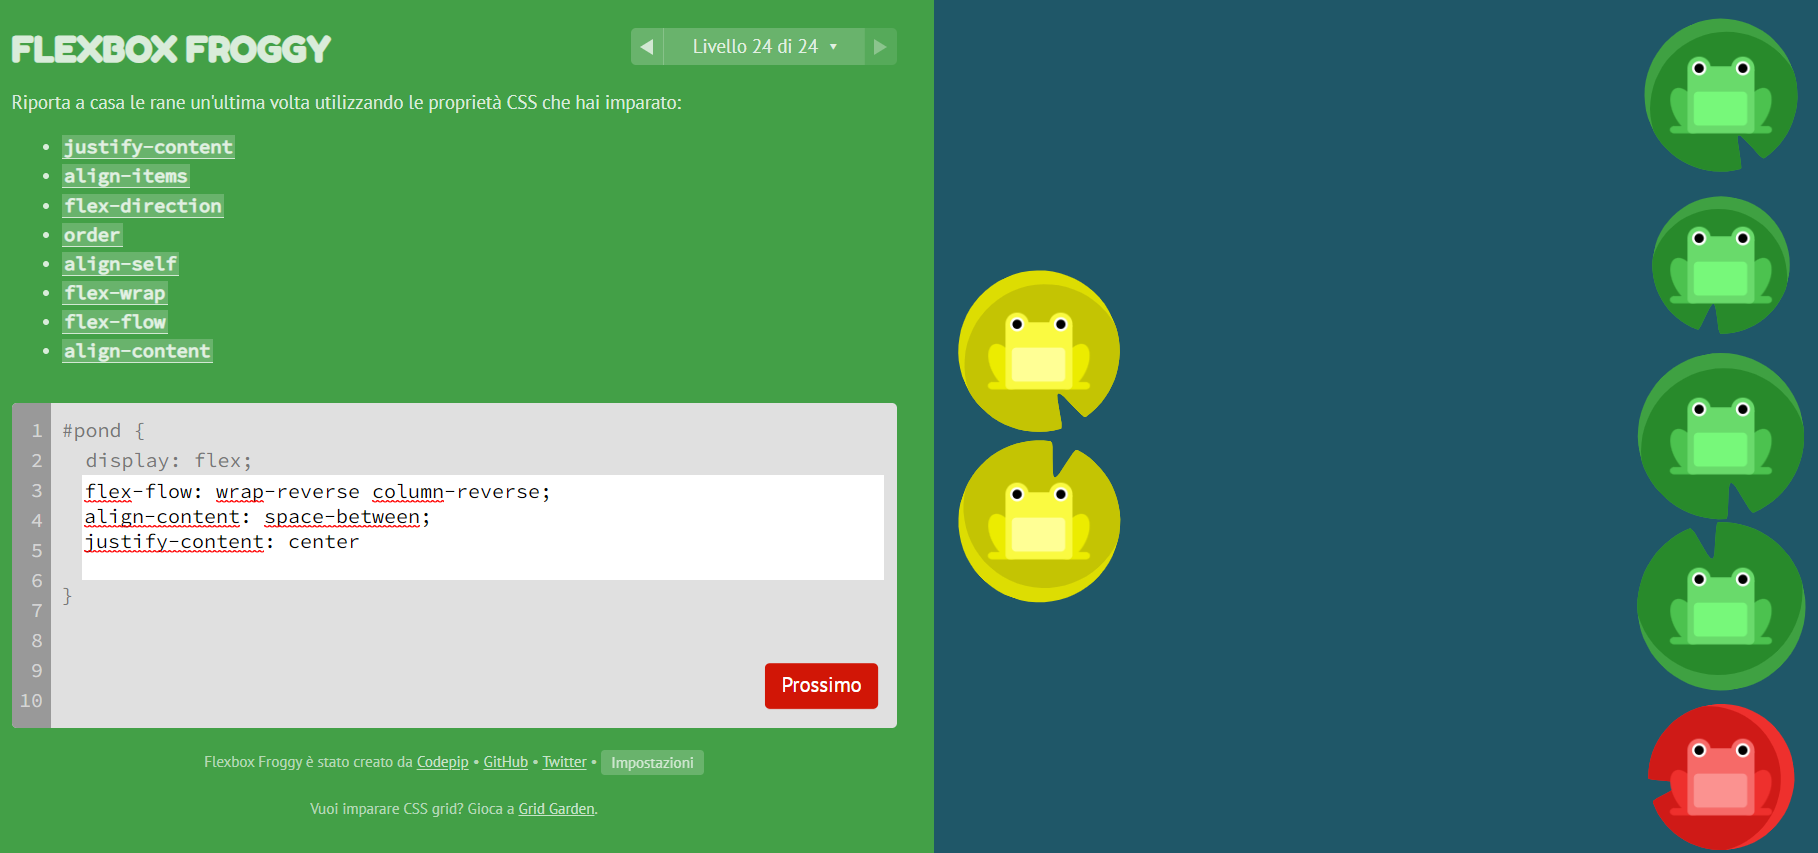 FLEXBOX FROGGY
◀ Livello 24 di 24 ▼ ▶
Riporta a casa le rane un'ultima volta utilizzando le proprietà CSS che hai imparato:
• justify-content
• align-items
• flex-direction
• order
• align-self
• flex-wrap
• flex-flow
• align-content
1 #pond {
2 display: flex;
3 flex-flow: wrap-reverse column-reverse;
4 align-content: space-between;
5 justify-content: center
6 }
7
8
9
10
Prossimo
Flexbox Froggy è stato creato da Codepip • GitHub • Twitter • Impostazioni
Vuoi imparare CSS grid? Gioca a Grid Garden.